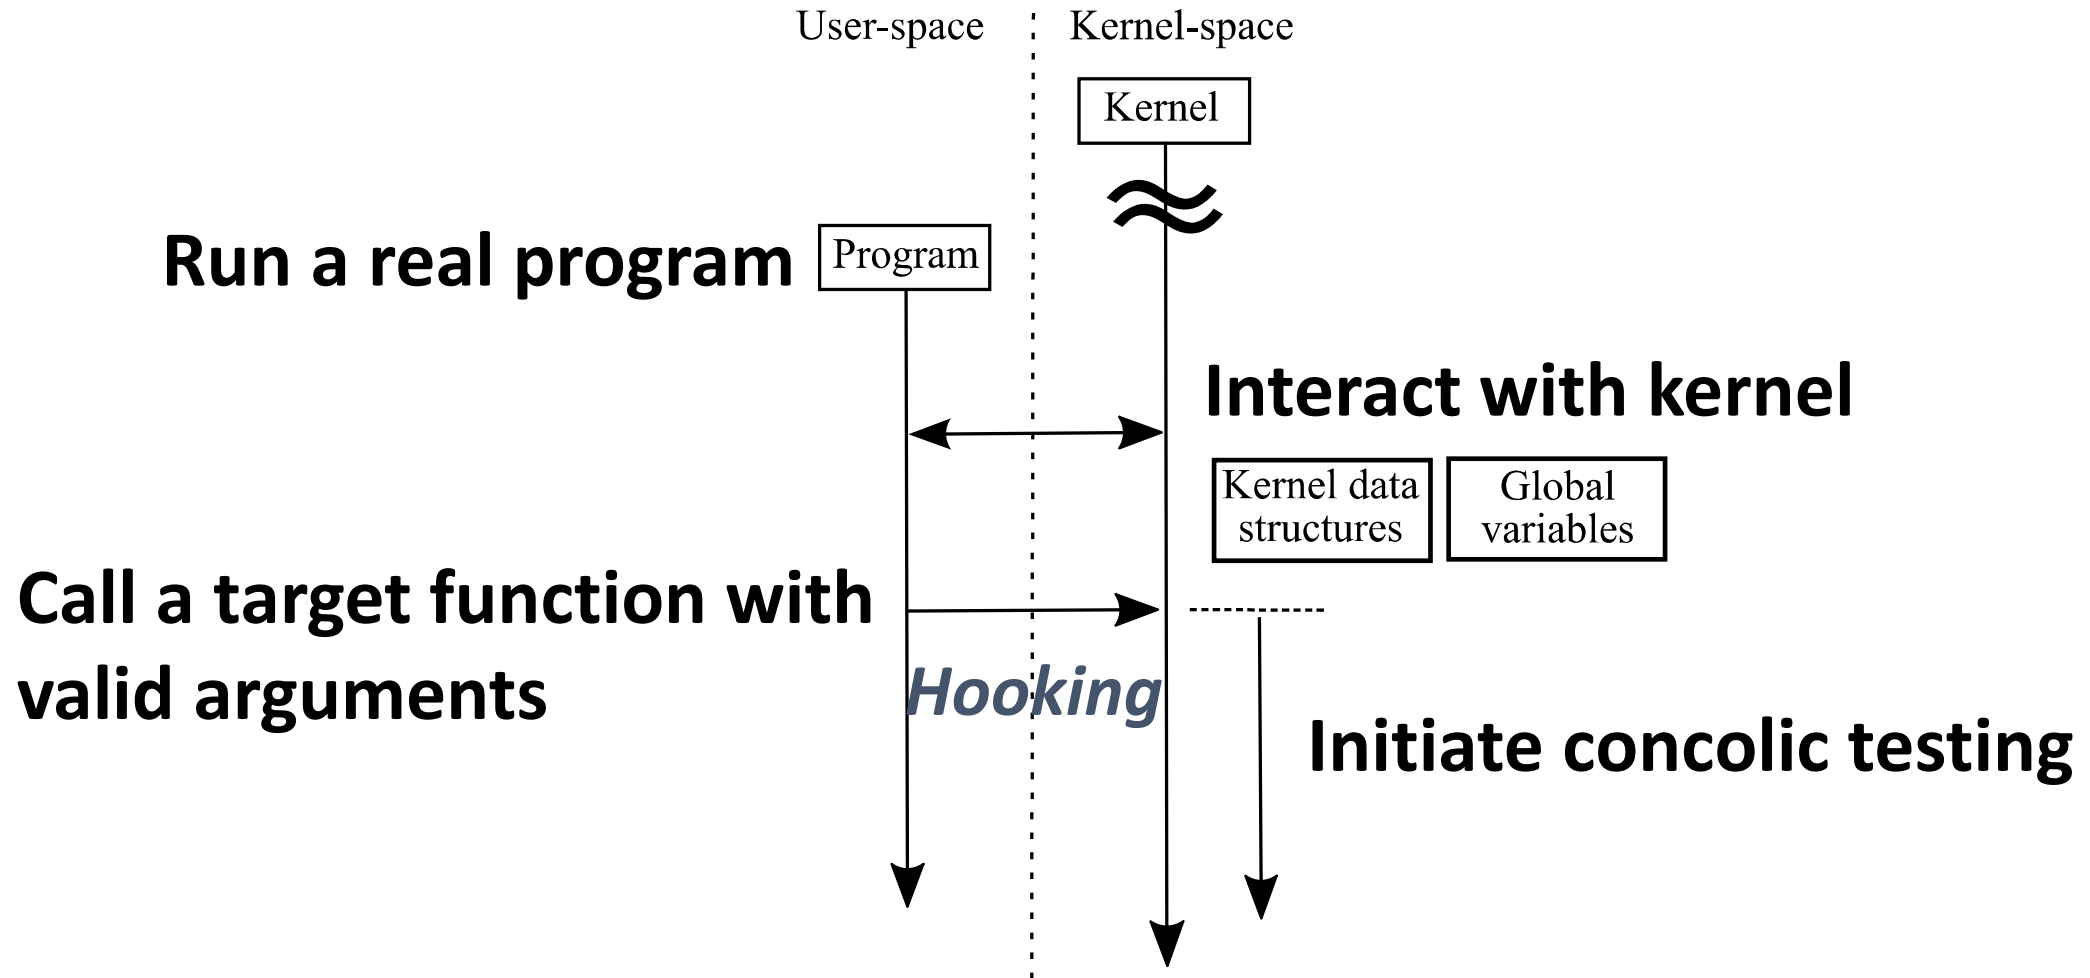 User-space
Kernel-space
Kernel
Run a real program
Program
Interact with kernel
Kernel data
structures
Global
variables
Call a target function with
valid arguments
Hooking
Initiate concolic testing